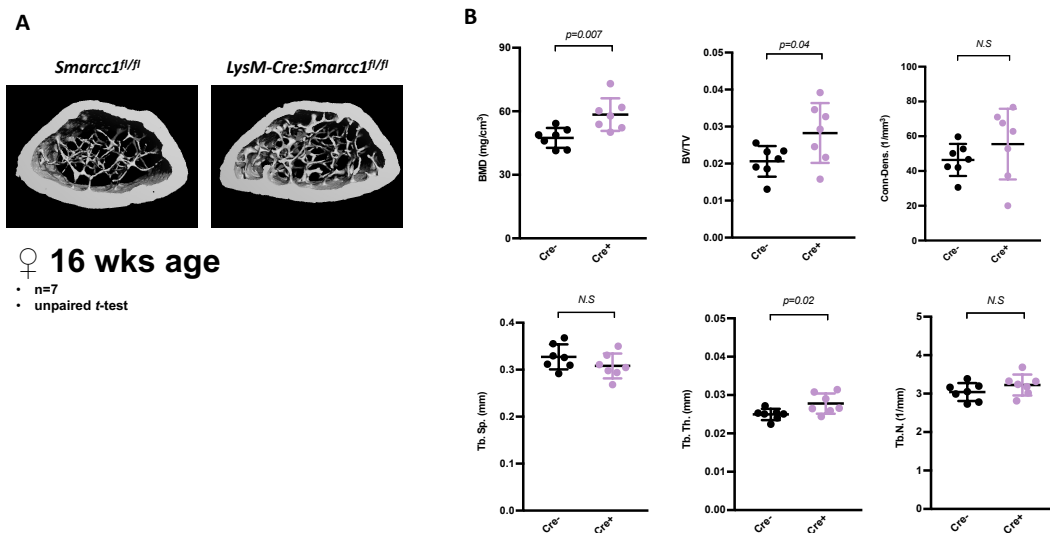 A
Smarcc1fl/fl
LysM-Cre:Smarcc1fl/fl
♀ 16 wks age
• n=7
• unpaired t-test
B
p=0.007
BMD (mg/cm³)
90
60
30
0
Cre-
Cre+
p=0.04
BV/TV
0.05
0.04
0.03
0.02
0.01
0.00
Cre-
Cre+
N.S
Conn-Dens. (1/mm³)
100
80
60
40
20
0
Cre-
Cre+
N.S
Tb. Sp. (mm)
0.4
0.3
0.2
0.1
0.0
Cre-
Cre+
p=0.02
Tb. Th. (mm)
0.05
0.04
0.03
0.02
0.01
0.00
Cre-
Cre+
N.S
Tb.N. (1/mm)
5
4
3
2
1
0
Cre-
Cre+